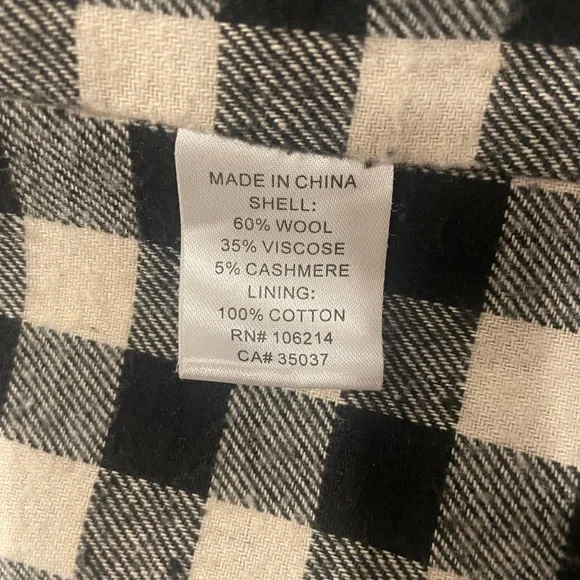 MADE IN CHINA
SHELL:
60% WOOL
35% VISCOSE
5% CASHMERE
LINING:
100% COTTON
RN# 106214
CA# 35037